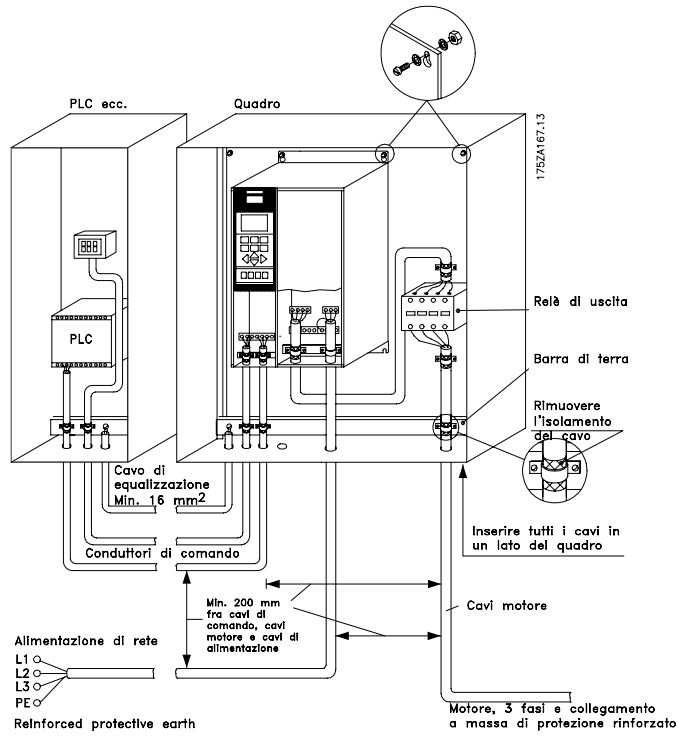 PLC ecc.
Quadro
175ZA167.13
PLC
Relè di uscita
Barra di terra
Rimuovere
l'isolamento
del cavo
Cavo di
equalizzazione
Min. 16 mm2
Conduttori di comando
Inserire tutti i cavi in
un lato del quadro
Min. 200 mm
fra cavi di
comando, cavi
motore e cavi di
alimentazione
Cavi motore
Alimentazione di rete
L1
L2
L3
PE
Reinforced protective earth
Motore, 3 fasi e collegamento
a massa di protezione rinforzato